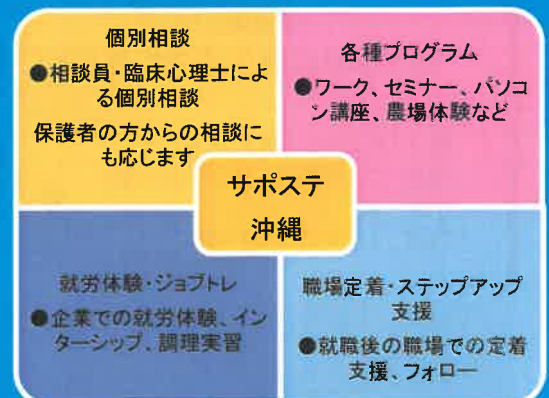 個別相談
●相談員・臨床心理士によ
る個別相談
保護者の方からの相談に
も応じます
各種プログラム
●ワーク、セミナー、パソコ
ン講座、農場体験など
サポステ
沖縄
就労体験・ジョブトレ
●企業での就労体験、イン
ターシップ、調理実習
職場定着・ステップアップ
支援
●就職後の職場での定着
支援、フォロー